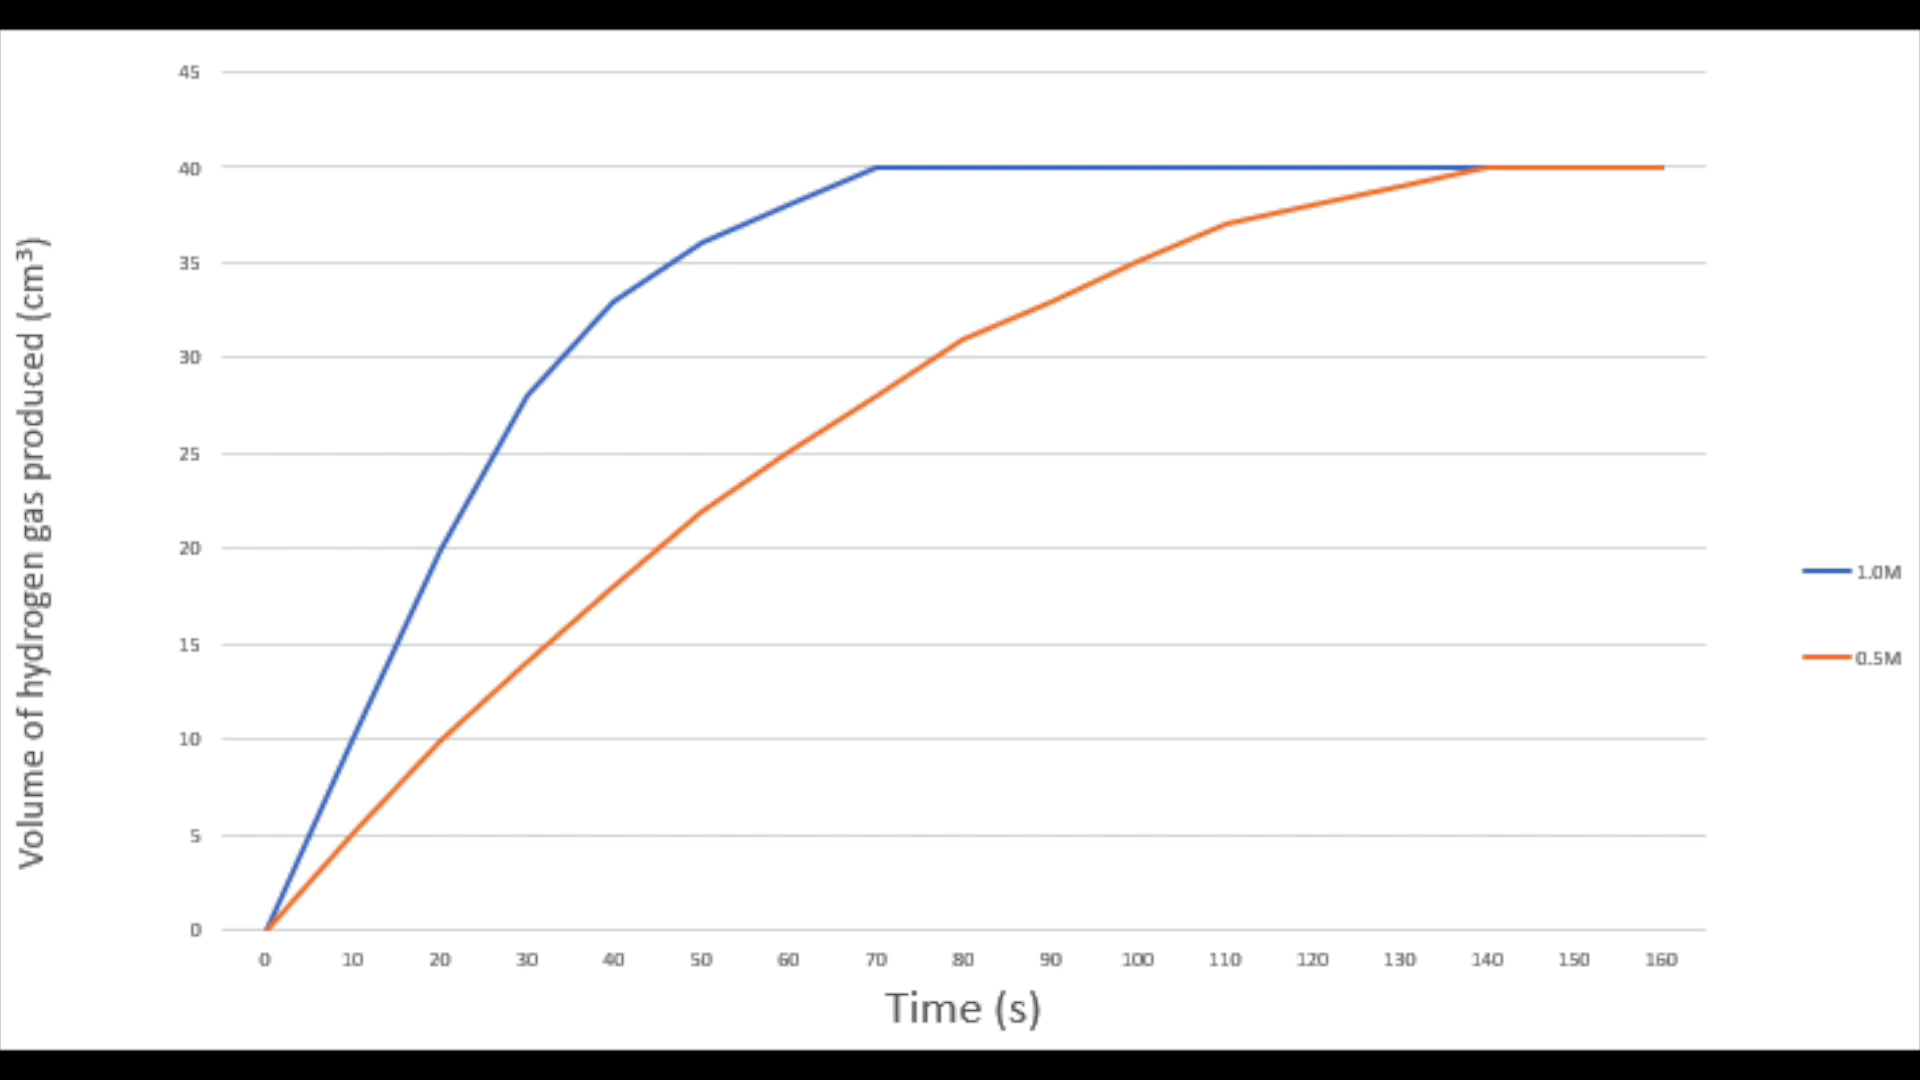 Volume of hydrogen gas produced (cm³)
45
40
35
30
25
20
15
10
5
0
0 10 20 30 40 50 60 70 80 90 100 110 120 130 140 150 160
Time (s)
1.0M
0.5M